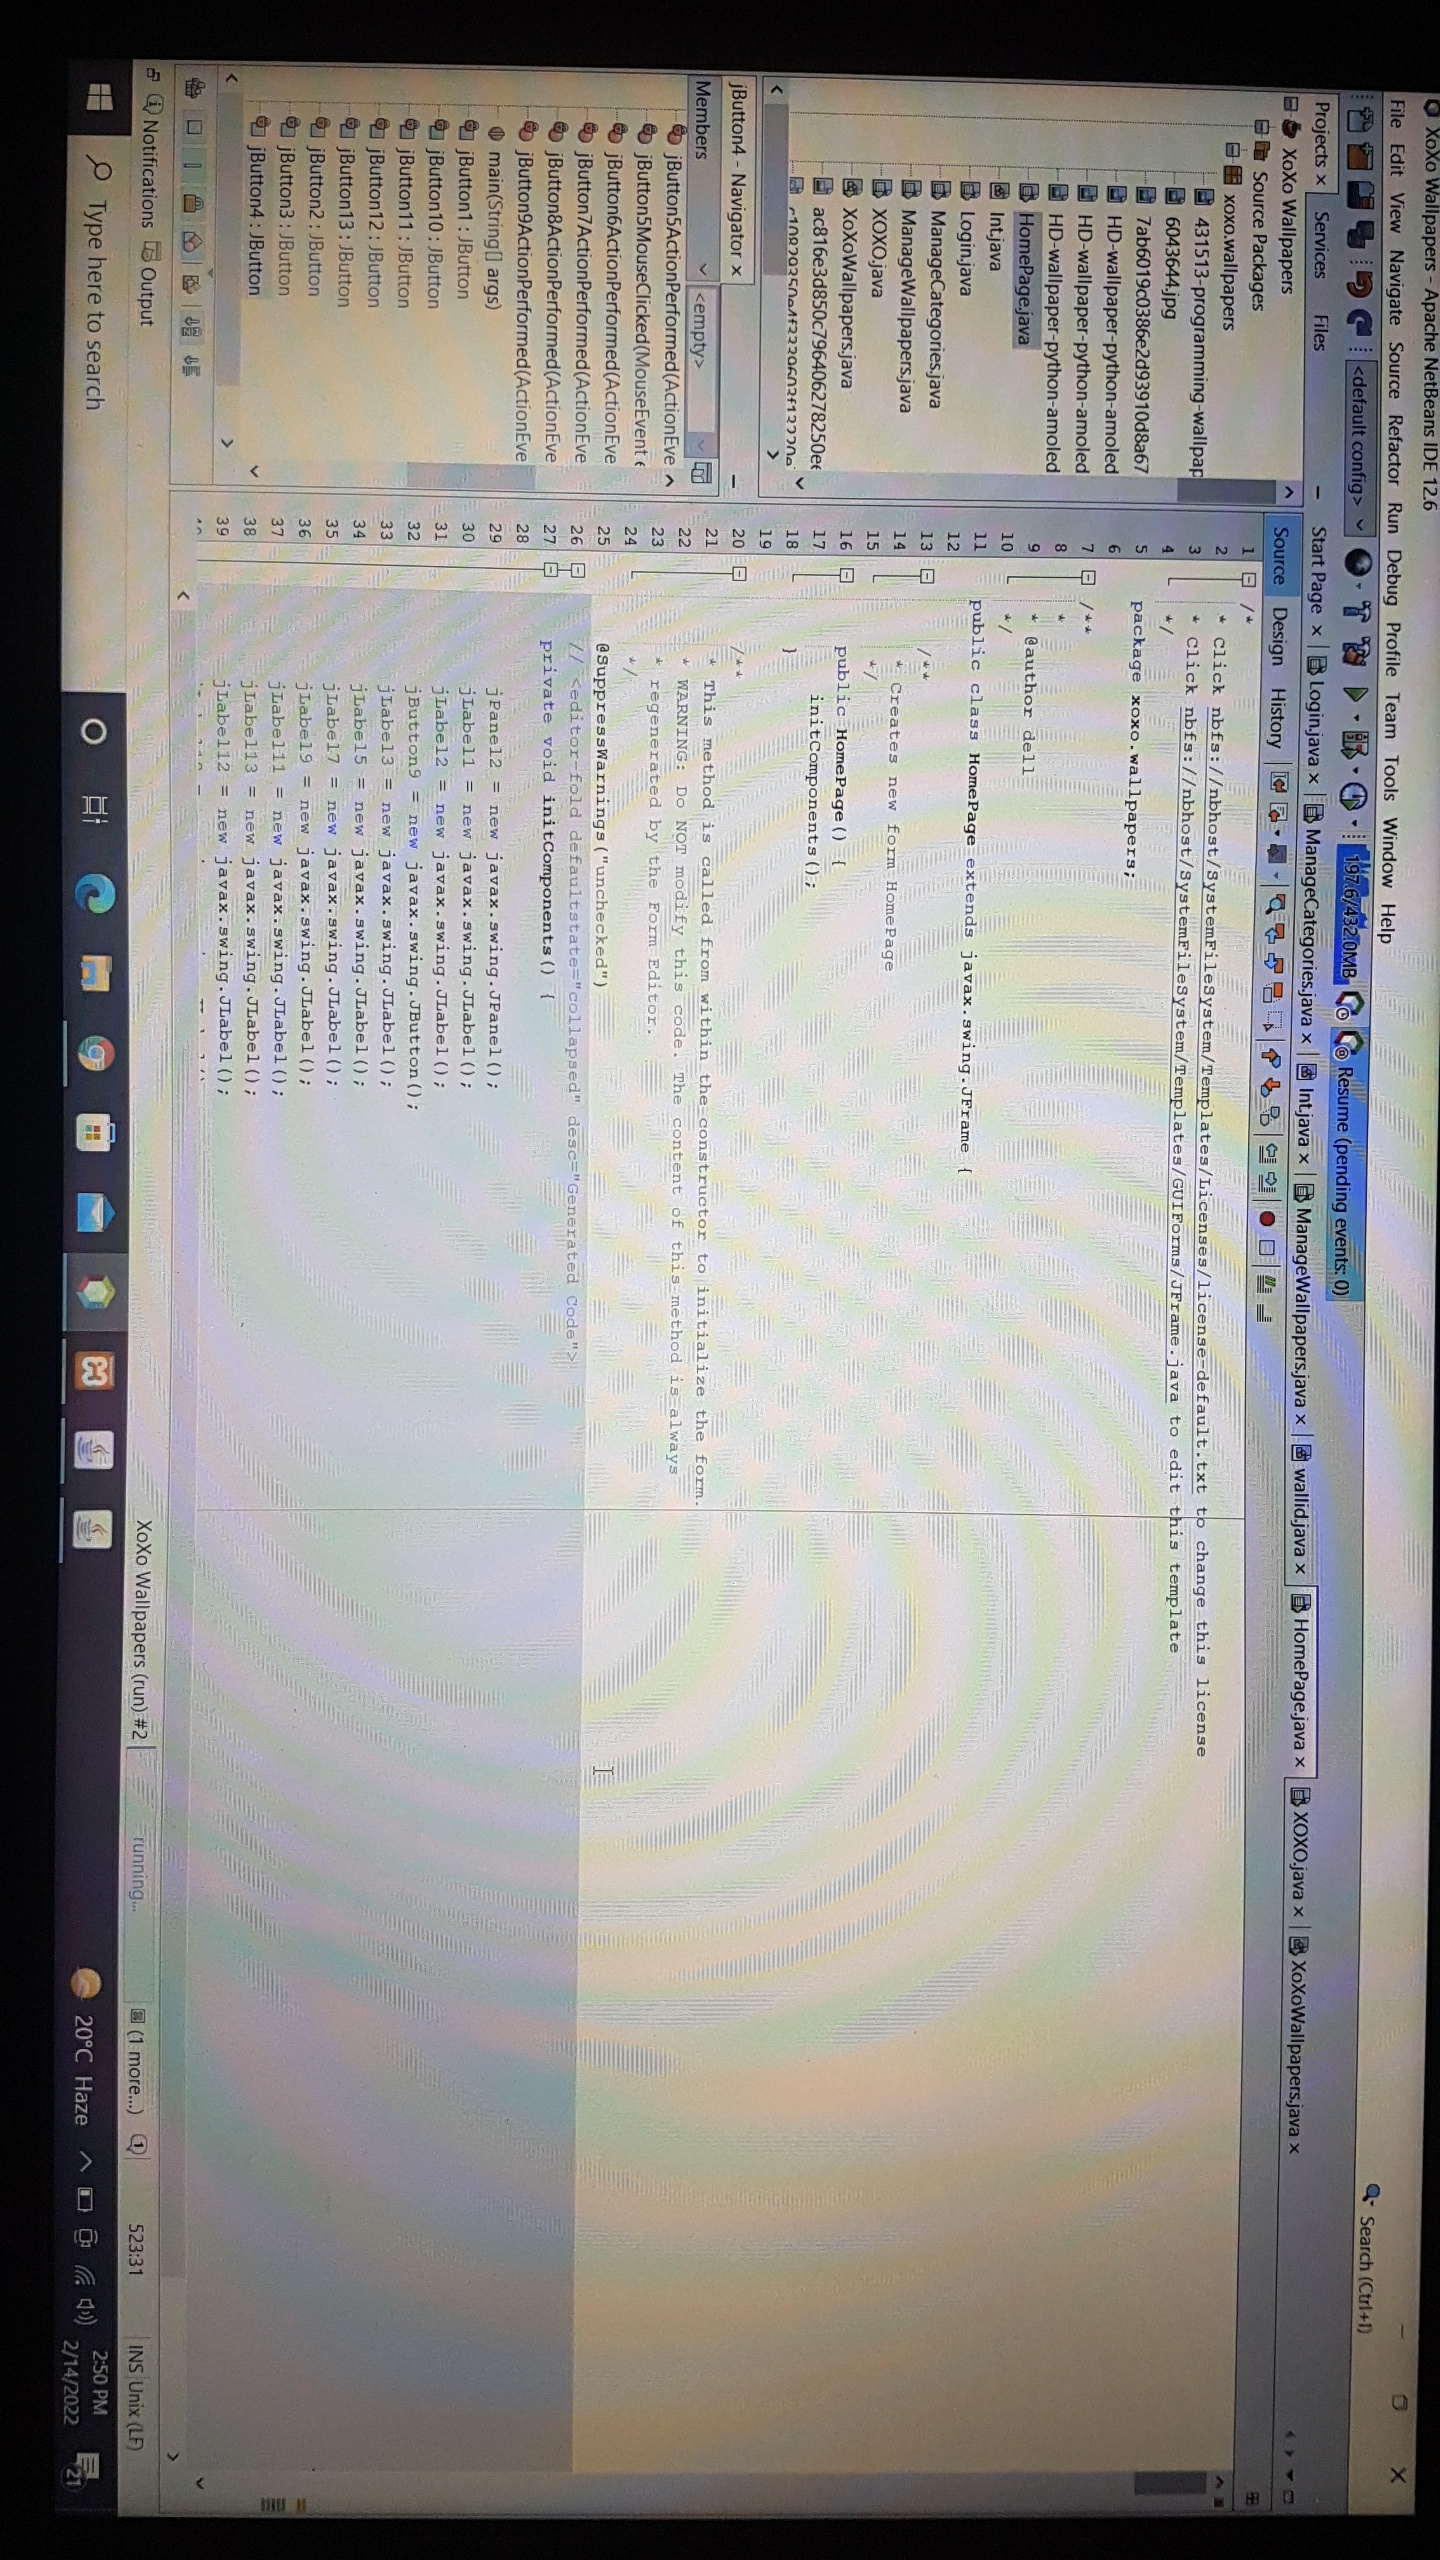 XoXo Wallpapers - Apache NetBeans IDE 12.6
File Edit View Navigate Source Refactor Run Debug Profile Team Tools Window Help
Search (Ctrl+I)
<default config>
197.6/432.0MB
Resume (pending events: 0)
Projects Services Files
Start Page Login.java ManageCategories.java Int.java ManageWallpapers.java wallid.java HomePage.java XOXO.java XoXoWallpapers.java
Source Design History
XoXo Wallpapers
Source Packages
xoxo.wallpapers
431513-programming-wallpap
6043644.jpg
7ab6019c0386e2d93910d8a67
HD-wallpaper-python-amoled
HD-wallpaper-python-amoled
HD-wallpaper-python-amoled
HomePage.java
Int.java
Login.java
ManageCategories.java
ManageWallpapers.java
XOXO.java
XoXoWallpapers.java
ac816e3d850c796406278250ee
jButton4 - Navigator
Members <empty>
jButton5ActionPerformed(ActionEve
jButton5MouseClicked(MouseEvent e
jButton6ActionPerformed(ActionEve
jButton7ActionPerformed(ActionEve
jButton8ActionPerformed(ActionEve
jButton9ActionPerformed(ActionEve
main(String[] args)
jButton1 : JButton
jButton10 : JButton
jButton11 : JButton
jButton12 : JButton
jButton13 : JButton
jButton2 : JButton
jButton3 : JButton
jButton4 : JButton
1 /*
2 * Click nbfs://nbhost/SystemFileSystem/Templates/Licenses/license-default.txt to change this license
3 * Click nbfs://nbhost/SystemFileSystem/Templates/GUIForms/JFrame.java to edit this template
4 */
5 package xoxo.wallpapers;
6
7 /**
8 *
9 * @author dell
10 */
11 public class HomePage extends javax.swing.JFrame {
12
13 /**
14 * Creates new form HomePage
15 */
16 public HomePage() {
17 initComponents();
18 }
19
20 /**
21 * This method is called from within the constructor to initialize the form.
22 * WARNING: Do NOT modify this code. The content of this method is always
23 * regenerated by the Form Editor.
24 */
25 @SuppressWarnings("unchecked")
26 // <editor-fold defaultstate="collapsed" desc="Generated Code">
27 private void initComponents() {
28
29 jPanel2 = new javax.swing.JPanel();
30 jLabel1 = new javax.swing.JLabel();
31 jLabel2 = new javax.swing.JLabel();
32 jButton9 = new javax.swing.JButton();
33 jLabel3 = new javax.swing.JLabel();
34 jLabel5 = new javax.swing.JLabel();
35 jLabel7 = new javax.swing.JLabel();
36 jLabel9 = new javax.swing.JLabel();
37 jLabel11 = new javax.swing.JLabel();
38 jLabel13 = new javax.swing.JLabel();
39 jLabel12 = new javax.swing.JLabel();
Notifications Output
XoXo Wallpapers (run) #2 running... (1 more...) 523:31 INS Unix (LF)
Type here to search
20°C Haze
2:50 PM
2/14/2022
21